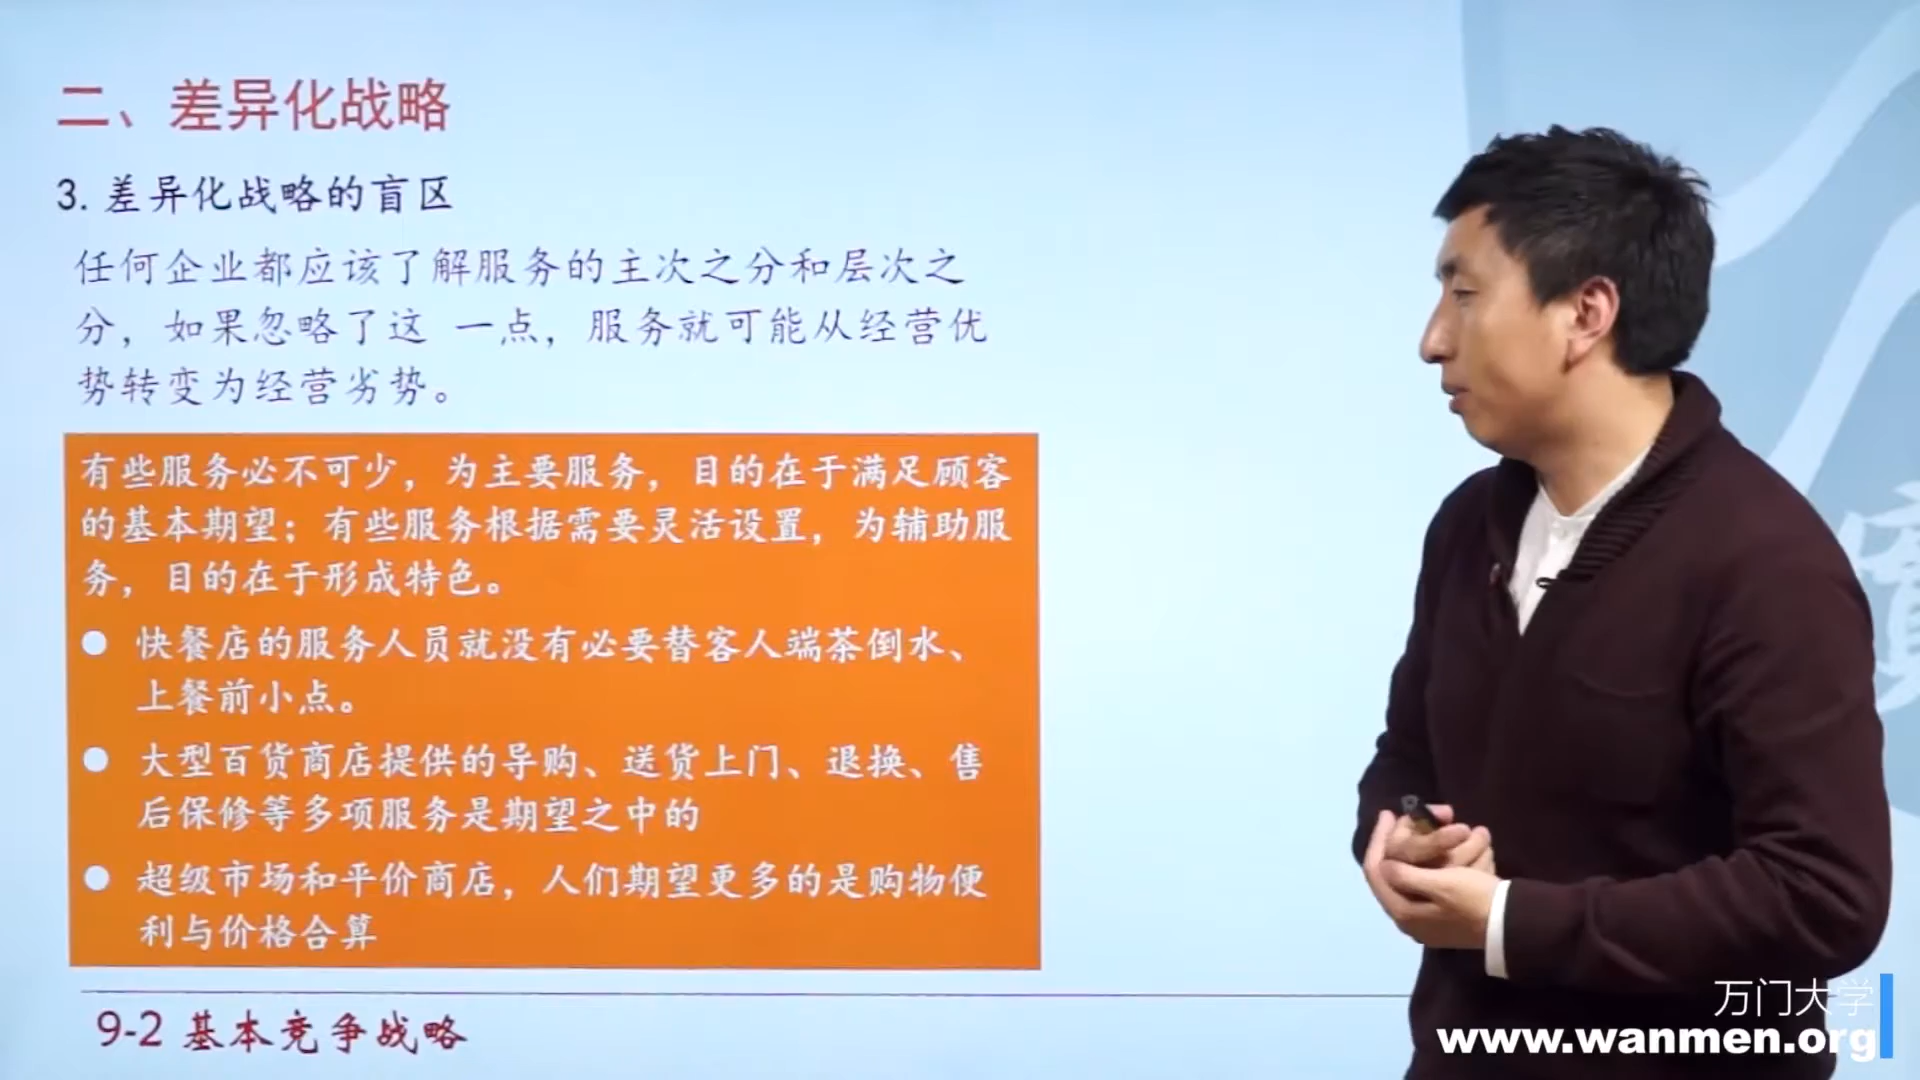 二、差异化战略
3. 差异化战略的盲区
任何企业都应该了解服务的主次之分和层次之
分，如果忽略了这 一点，服务就可能从经营优
势转变为经营劣势。
有些服务必不可少，为主要服务，目的在于满足顾客
的基本期望；有些服务根据需要灵活设置，为辅助服
务，目的在于形成特色。
快餐店的服务人员就没有必要替客人端茶倒水、
上餐前小点。
大型百货商店提供的导购、送货上门、退换、售
后保修等多项服务是期望之中的
超级市场和平价商店，人们期望更多的是购物便
利与价格合算
9-2 基本竞争战略
万门大学
www.wanmen.org